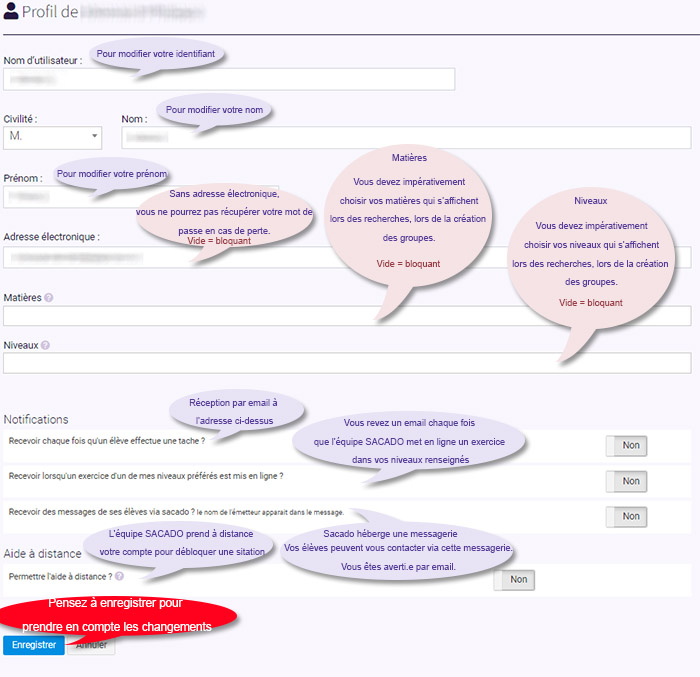 Profil de
Pour modifier votre identifiant
Nom d'utilisateur :
Pour modifier votre nom
Civilité :
Nom :
M.
Pour modifier votre prénom
Prénom :
Sans adresse électronique,
vous ne pourrez pas récupérer votre mot de
passe en cas de perte.
Vide = bloquant
Matières
Vous devez impérativement
choisir vos matières qui s'affichent
lors des recherches, lors de la création
des groupes.
Vide = bloquant
Niveaux
Vous devez impérativement
choisir vos niveaux qui s'affichent
lors des recherches, lors de la création
des groupes.
Vide = bloquant
Adresse électronique :
Matières ?
Niveaux ?
Réception par email à
l'adresse ci-dessus
Notifications
Recevoir chaque fois qu'un élève effectue une tache ?
Non
Vous revez un email chaque fois
que l'équipe SACADO met en ligne un exercice
dans vos niveaux renseignés
Recevoir lorsqu'un exercice d'un de mes niveaux préférés est mis en ligne ?
Non
Recevoir des messages de ses élèves via sacado ? le nom de l'émetteur apparait dans le message.
Non
L'équipe SACADO prend à distance
votre compte pour débloquer une sitation
Sacado héberge une messagerie
Vos élèves peuvent vous contacter via cette messagerie.
Vous êtes averti.e par email.
Aide à distance
Permettre l'aide à distance ? ?
Non
Pensez à enregistrer pour
prendre en compte les changements
Enregistrer
Annuler